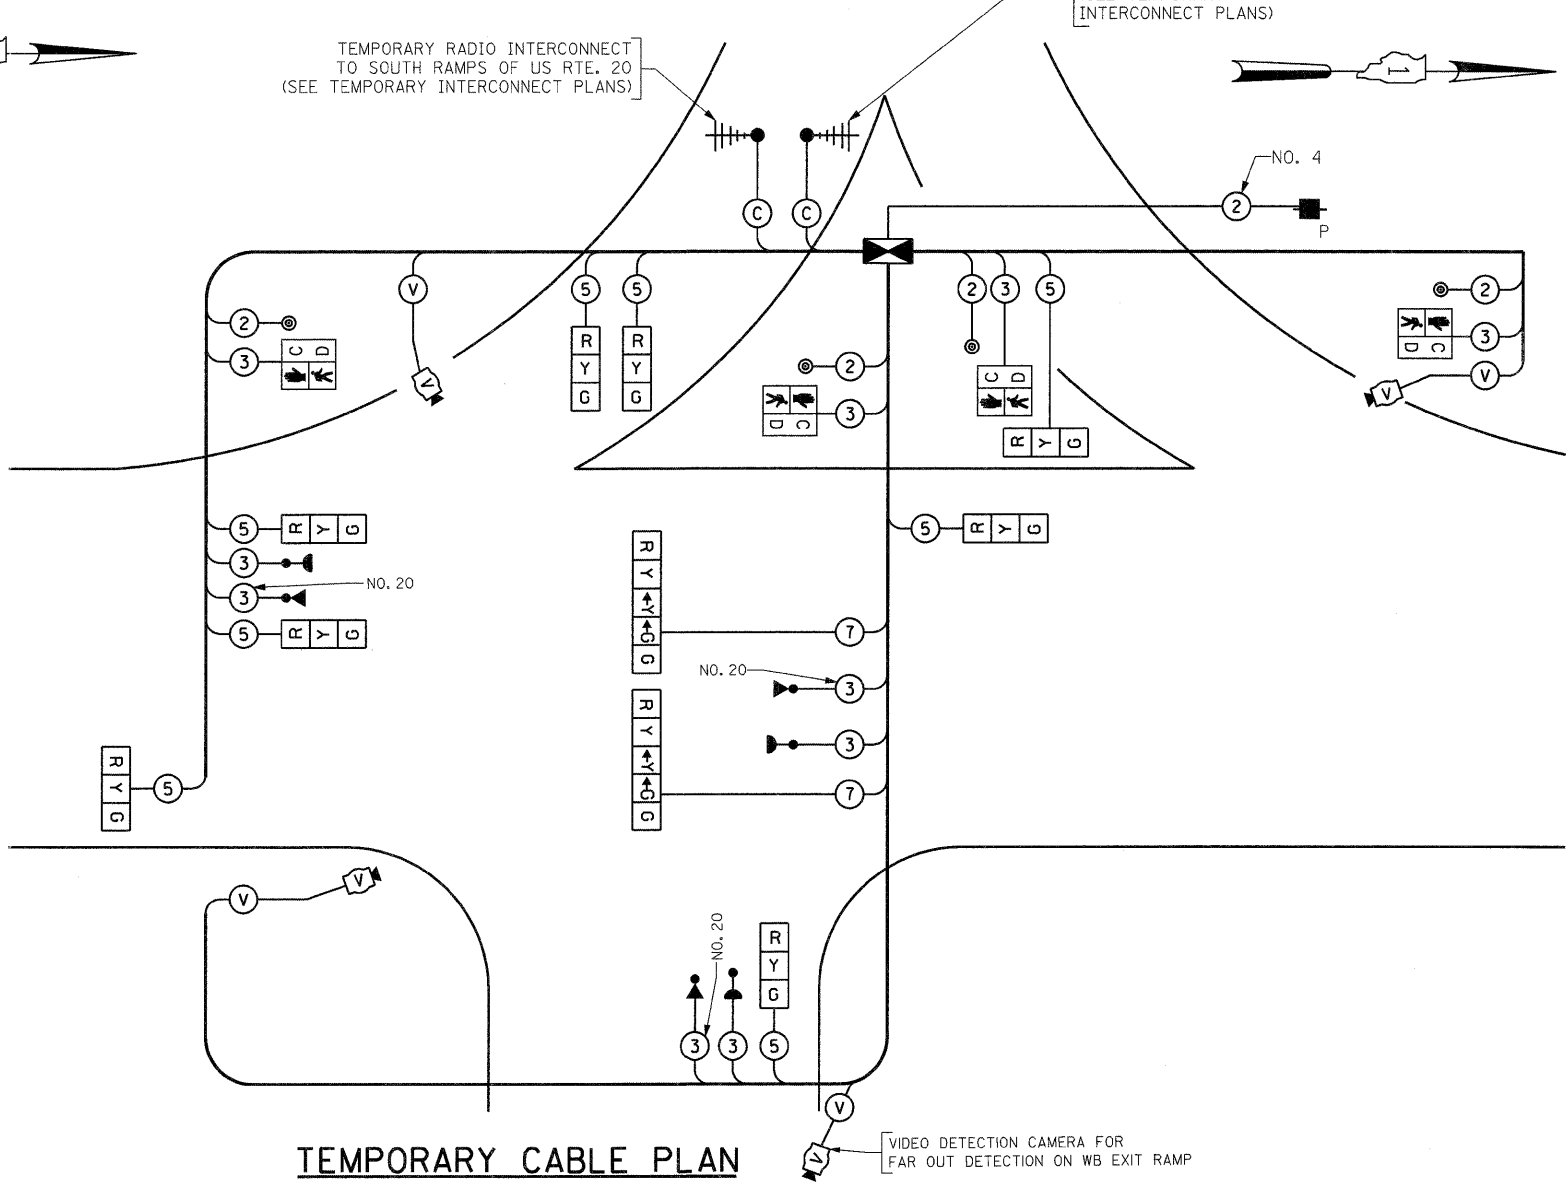 INTERCONNECT PLANS)
TEMPORARY RADIO INTERCONNECT
TO SOUTH RAMPS OF US RTE. 20
(SEE TEMPORARY INTERCONNECT PLANS)
1
NO. 4
2
P
C
C
V
5
5
2
3
5
2
3
V
V
2
3
C D
R
Y
G
R
Y
G
2
3
D C
C D
R Y G
D C
V
V
5
R Y G
3
3
NO. 20
5
R Y G
5
R Y G
R
Y
Y
G
G
7
NO. 20
3
3
R
Y
Y
G
G
7
R
Y
G
5
V
V
NO. 20
R
Y
G
3
3
5
V
V
VIDEO DETECTION CAMERA FOR
FAR OUT DETECTION ON WB EXIT RAMP
TEMPORARY CABLE PLAN